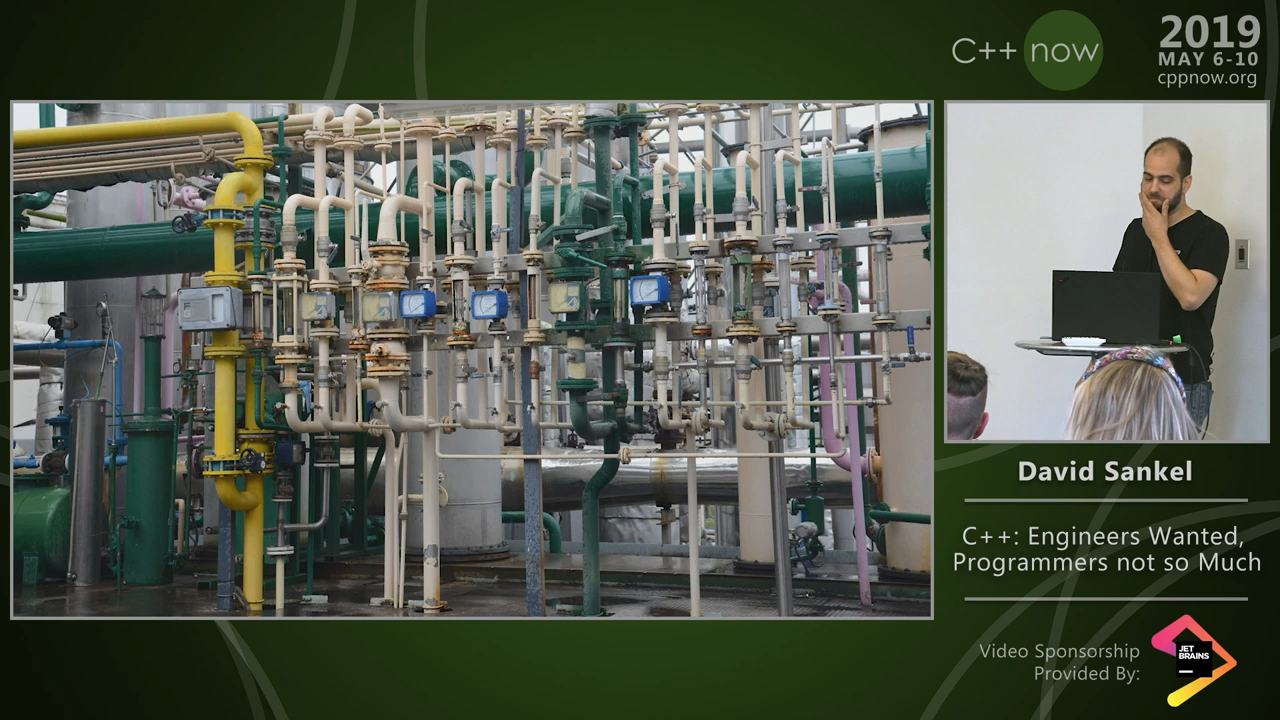 C++ now
2019
MAY 6-10
cppnow.org
David Sankel
C++: Engineers Wanted,
Programmers not so Much
Video Sponsorship
Provided By:
JET
BRAINS